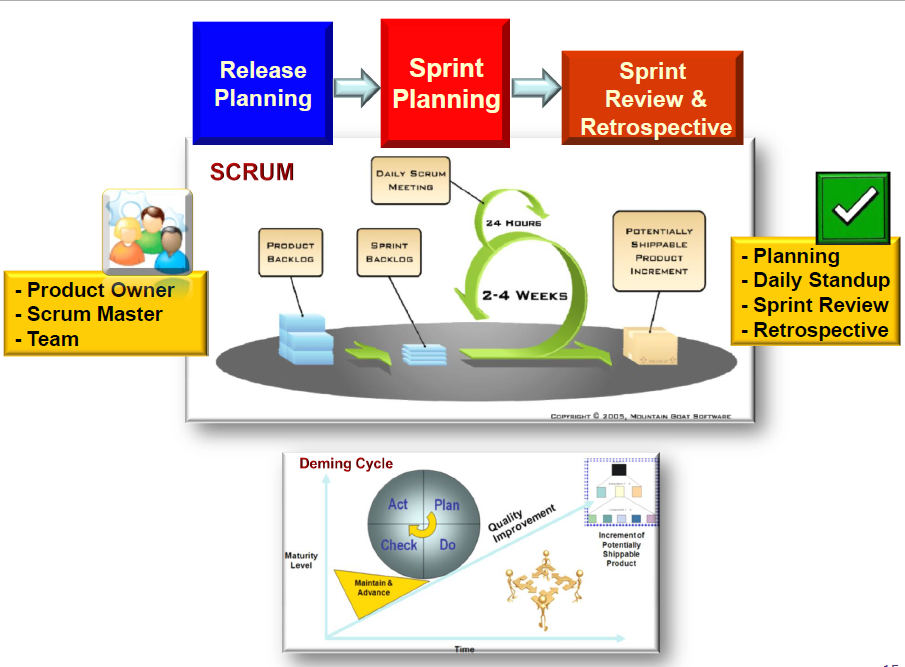 Release
Planning
Sprint
Planning
Sprint
Review &
Retrospective
SCRUM
DAILY SCRUM
MEETING
24 HOURS
PRODUCT
BACKLOG
SPRINT
BACKLOG
POTENTIALLY
SHIPPABLE
PRODUCT
INCREMENT
2-4 WEEKS
- Product Owner
- Scrum Master
- Team
- Planning
- Daily Standup
- Sprint Review
- Retrospective
COPYRIGHT © 2005, MOUNTAIN GOAT SOFTWARE
Deming Cycle
Act
Plan
Check
Do
Quality
Improvement
Increment of
Potentially
Shippable
Product
Maturity
Level
Maintain &
Advance
Time